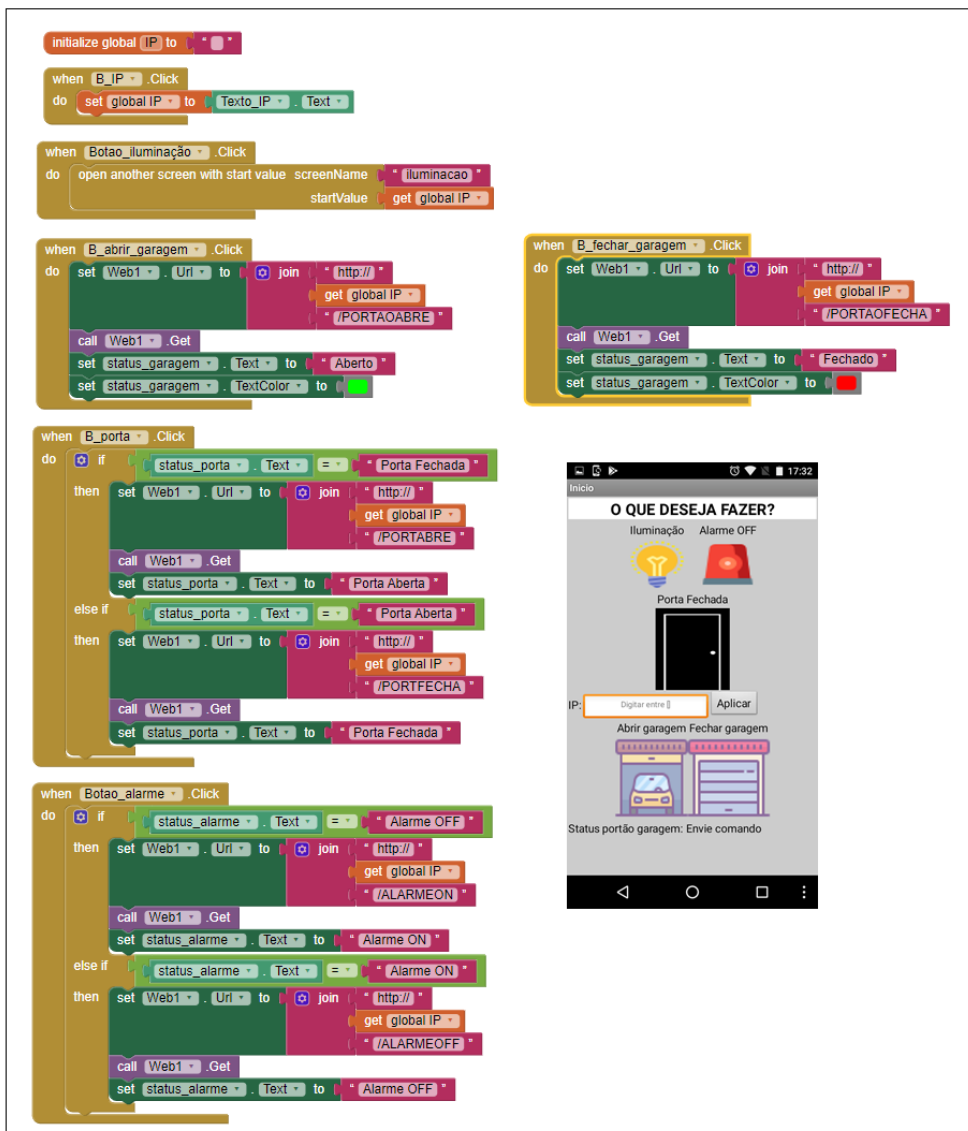 initialize global IP to " "
when B_IP .Click
do set global IP to Texto_IP . Text
when Botao_iluminação .Click
do open another screen with start value screenName " iluminacao "
startValue get global IP
when B_abrir_garagem .Click
do set Web1 . Url to join " http:// "
get global IP
" /PORTAOABRE "
call Web1 .Get
set status_garagem . Text to " Aberto "
set status_garagem . TextColor to
when B_fechar_garagem .Click
do set Web1 . Url to join " http:// "
get global IP
" /PORTAOFECHA "
call Web1 .Get
set status_garagem . Text to " Fechado "
set status_garagem . TextColor to
when B_porta .Click
do if status_porta . Text = " Porta Fechada "
then set Web1 . Url to join " http:// "
get global IP
" /PORTABRE "
call Web1 .Get
set status_porta . Text to " Porta Aberta "
else if status_porta . Text = " Porta Aberta "
then set Web1 . Url to join " http:// "
get global IP
" /PORTFECHA "
call Web1 .Get
set status_porta . Text to " Porta Fechada "
when Botao_alarme .Click
do if status_alarme . Text = " Alarme OFF "
then set Web1 . Url to join " http:// "
get global IP
" /ALARMEON "
call Web1 .Get
set status_alarme . Text to " Alarme ON "
else if status_alarme . Text = " Alarme ON "
then set Web1 . Url to join " http:// "
get global IP
" /ALARMEOFF "
call Web1 .Get
set status_alarme . Text to " Alarme OFF "
17:32
Inicio
O QUE DESEJA FAZER?
Iluminação Alarme OFF
Porta Fechada
IP: Digitar entre [] Aplicar
Abrir garagem Fechar garagem
Status portão garagem: Envie comando